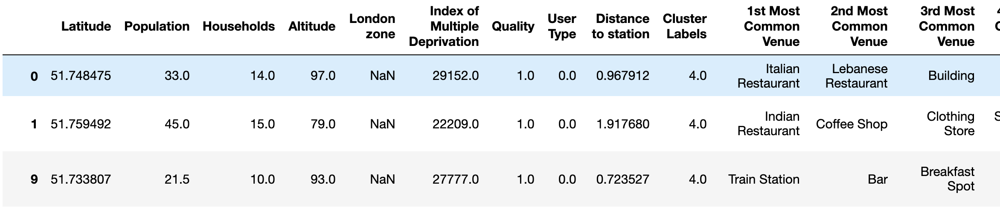 Latitude Population Households Altitude London zone Index of Multiple Deprivation Quality User Type Distance to station Cluster Labels 1st Most Common Venue 2nd Most Common Venue 3rd Most Common Venue
0 51.748475 33.0 14.0 97.0 NaN 29152.0 1.0 0.0 0.967912 4.0 Italian Restaurant Lebanese Restaurant Building
1 51.759492 45.0 15.0 79.0 NaN 22209.0 1.0 0.0 1.917680 4.0 Indian Restaurant Coffee Shop Clothing Store
9 51.733807 21.5 10.0 93.0 NaN 27777.0 1.0 0.0 0.723527 4.0 Train Station Bar Breakfast Spot